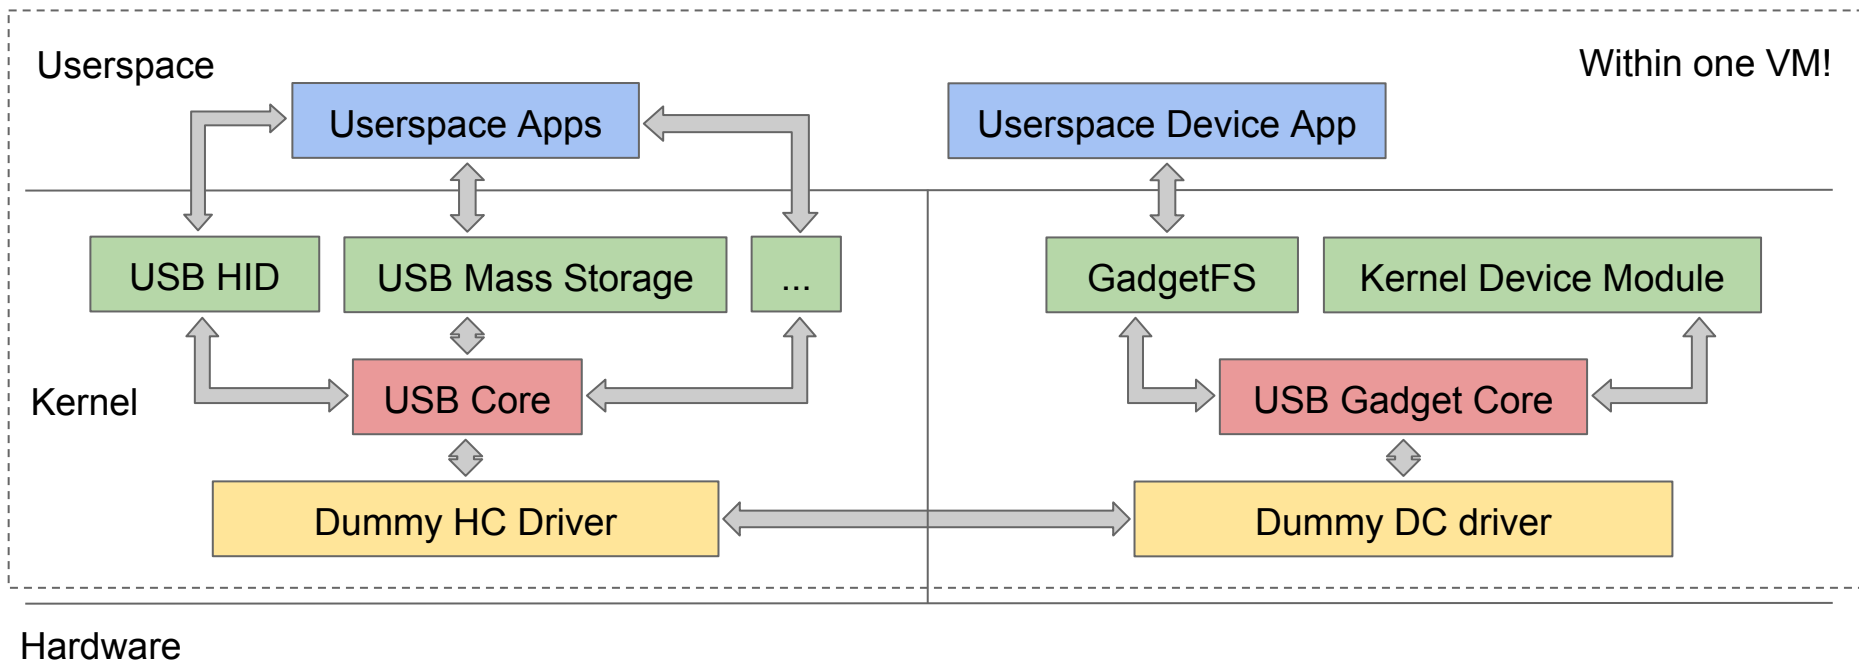 Userspace
Within one VM!
Userspace Apps
Userspace Device App
USB HID
USB Mass Storage
...
GadgetFS
Kernel Device Module
Kernel
USB Core
USB Gadget Core
Dummy HC Driver
Dummy DC driver
Hardware